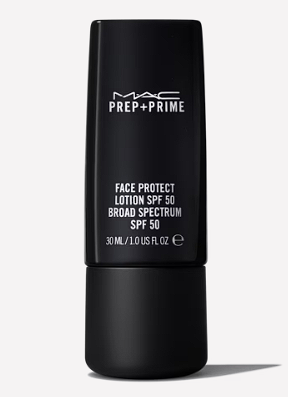 MAC
PREP+PRIME
FACE PROTECT
LOTION SPF 50
BROAD SPECTRUM
SPF 50
30 ML / 1.0 US FL OZ ℮